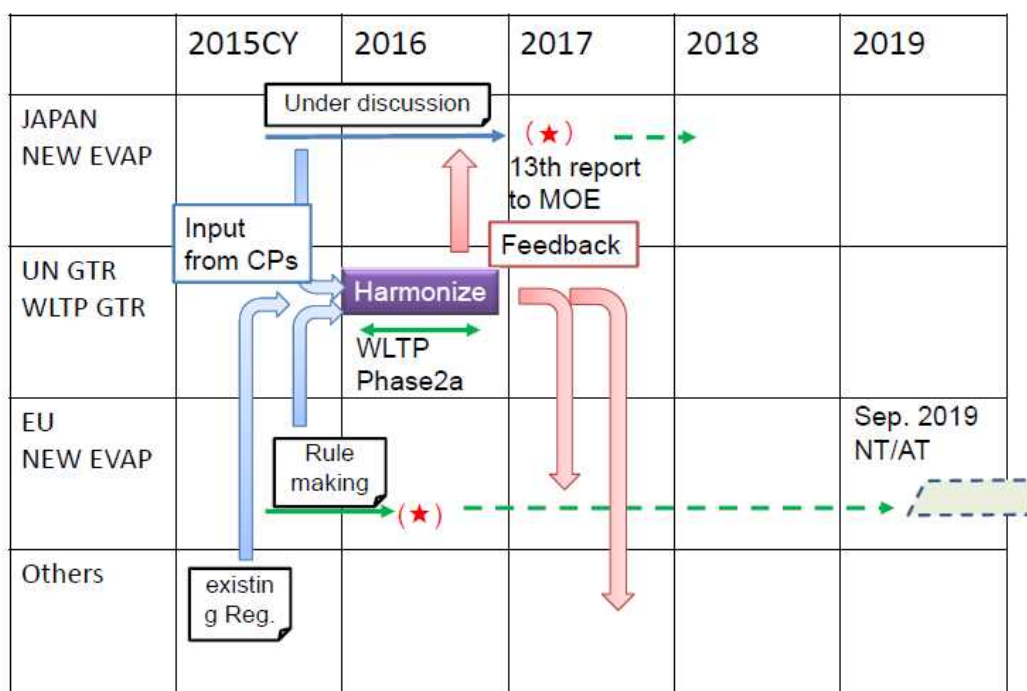 2015CY 2016 2017 2018 2019
JAPAN
NEW EVAP
Under discussion
(★)
13th report
to MOE
Input
from CPs
Feedback
UN GTR
WLTP GTR
Harmonize
WLTP
Phase2a
EU
NEW EVAP
Rule
making
(★)
Sep. 2019
NT/AT
Others
existin
g Reg.